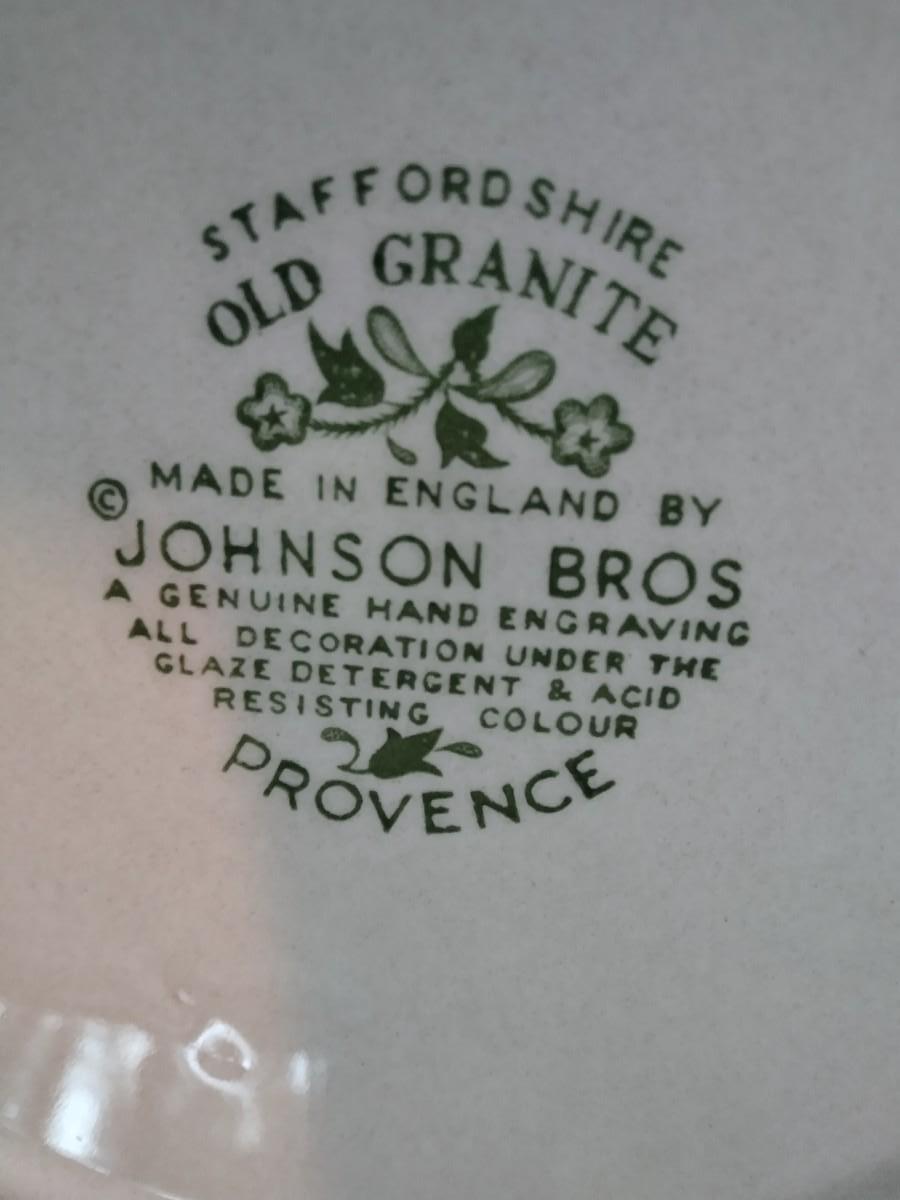 STAFFORDSHIRE
OLD GRANITE
MADE IN ENGLAND BY
© JOHNSON BROS
A GENUINE HAND ENGRAVING
ALL DECORATION UNDER THE
GLAZE DETERGENT & ACID
RESISTING COLOUR
PROVENCE